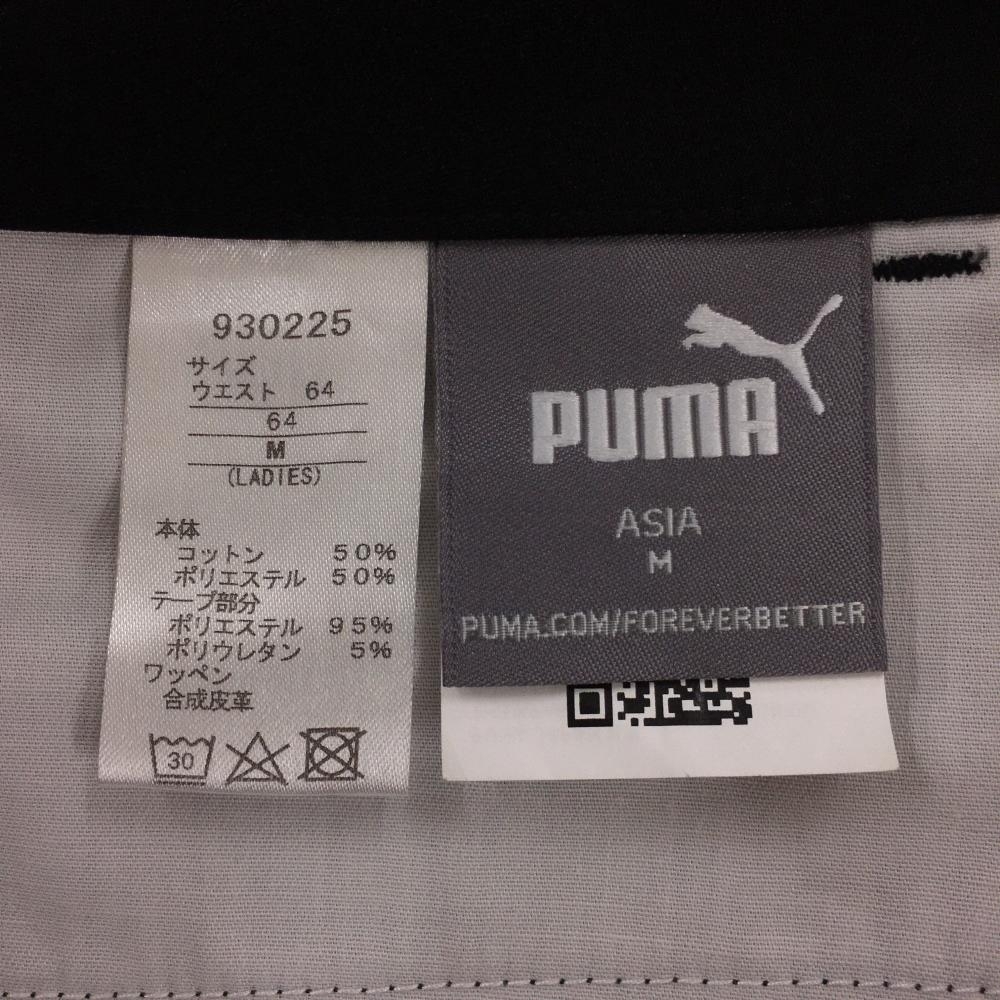 930225
サイズ
ウエスト 64
64
M
(LADIES)
本体
コットン 50%
ポリエステル 50%
テープ部分
ポリエステル 95%
ポリウレタン 5%
ワッペン
合成皮革
30
PUMA
ASIA
M
PUMA.COM/FOREVERBETTER